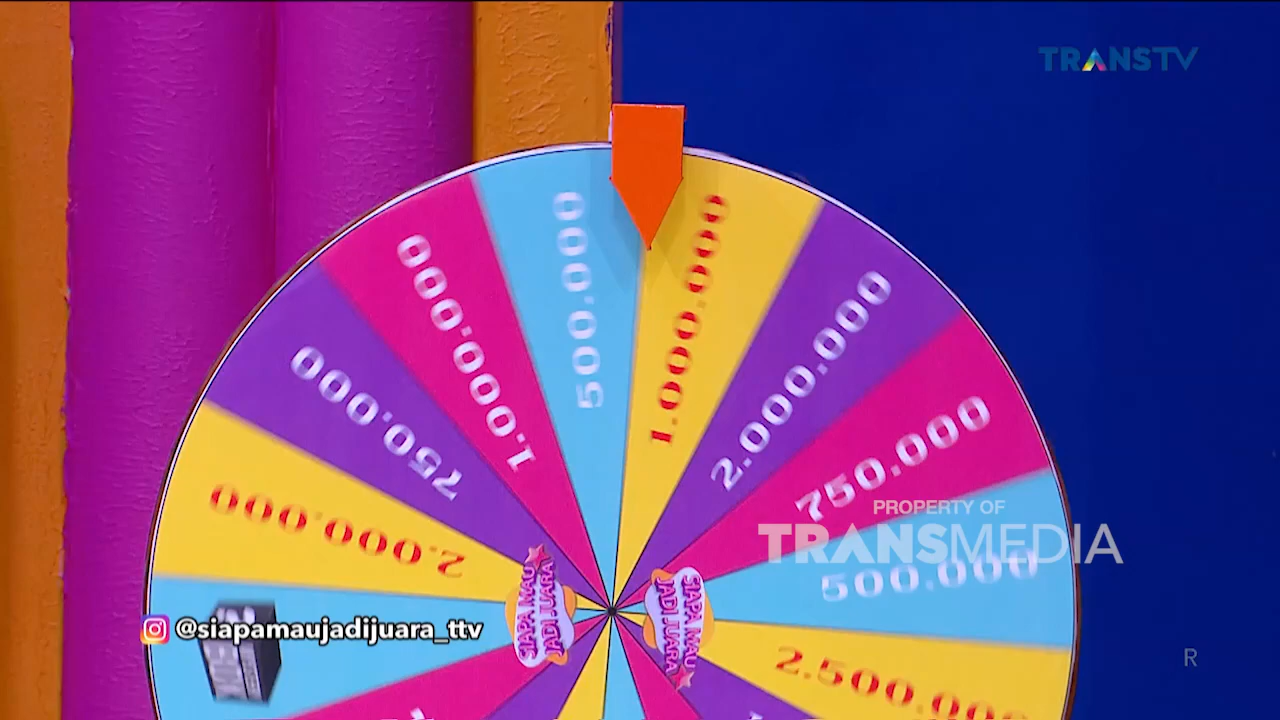 TRANSTV
500.000
1.000.000
1.000.000
2.000.000
750.000
750.000
2.000.000
500.000
PROPERTY OF
TRANSMEDIA
SIAPA MAU
JADI JUARA
SIAPA MAU
JADI JUARA
@siapamaujadijuara_ttv
2.500.000
BOX
R